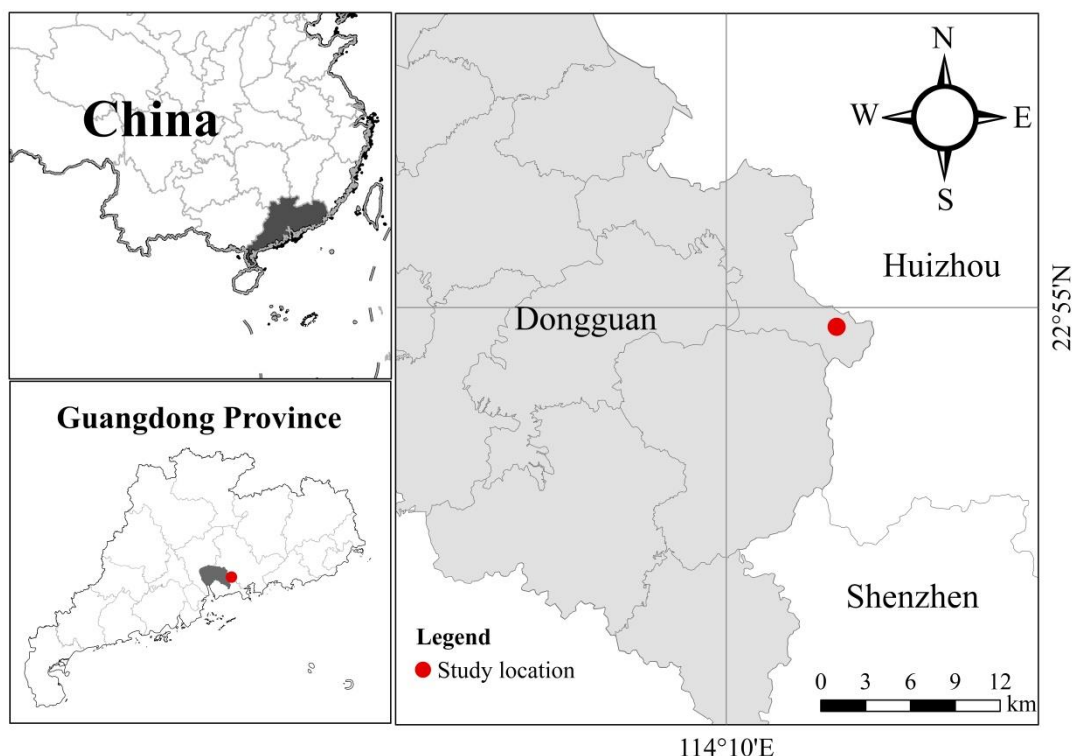 China
Guangdong Province
N
W
E
S
Huizhou
22°55'N
Dongguan
Shenzhen
Legend
Study location
0 3 6 9 12
km
114°10'E